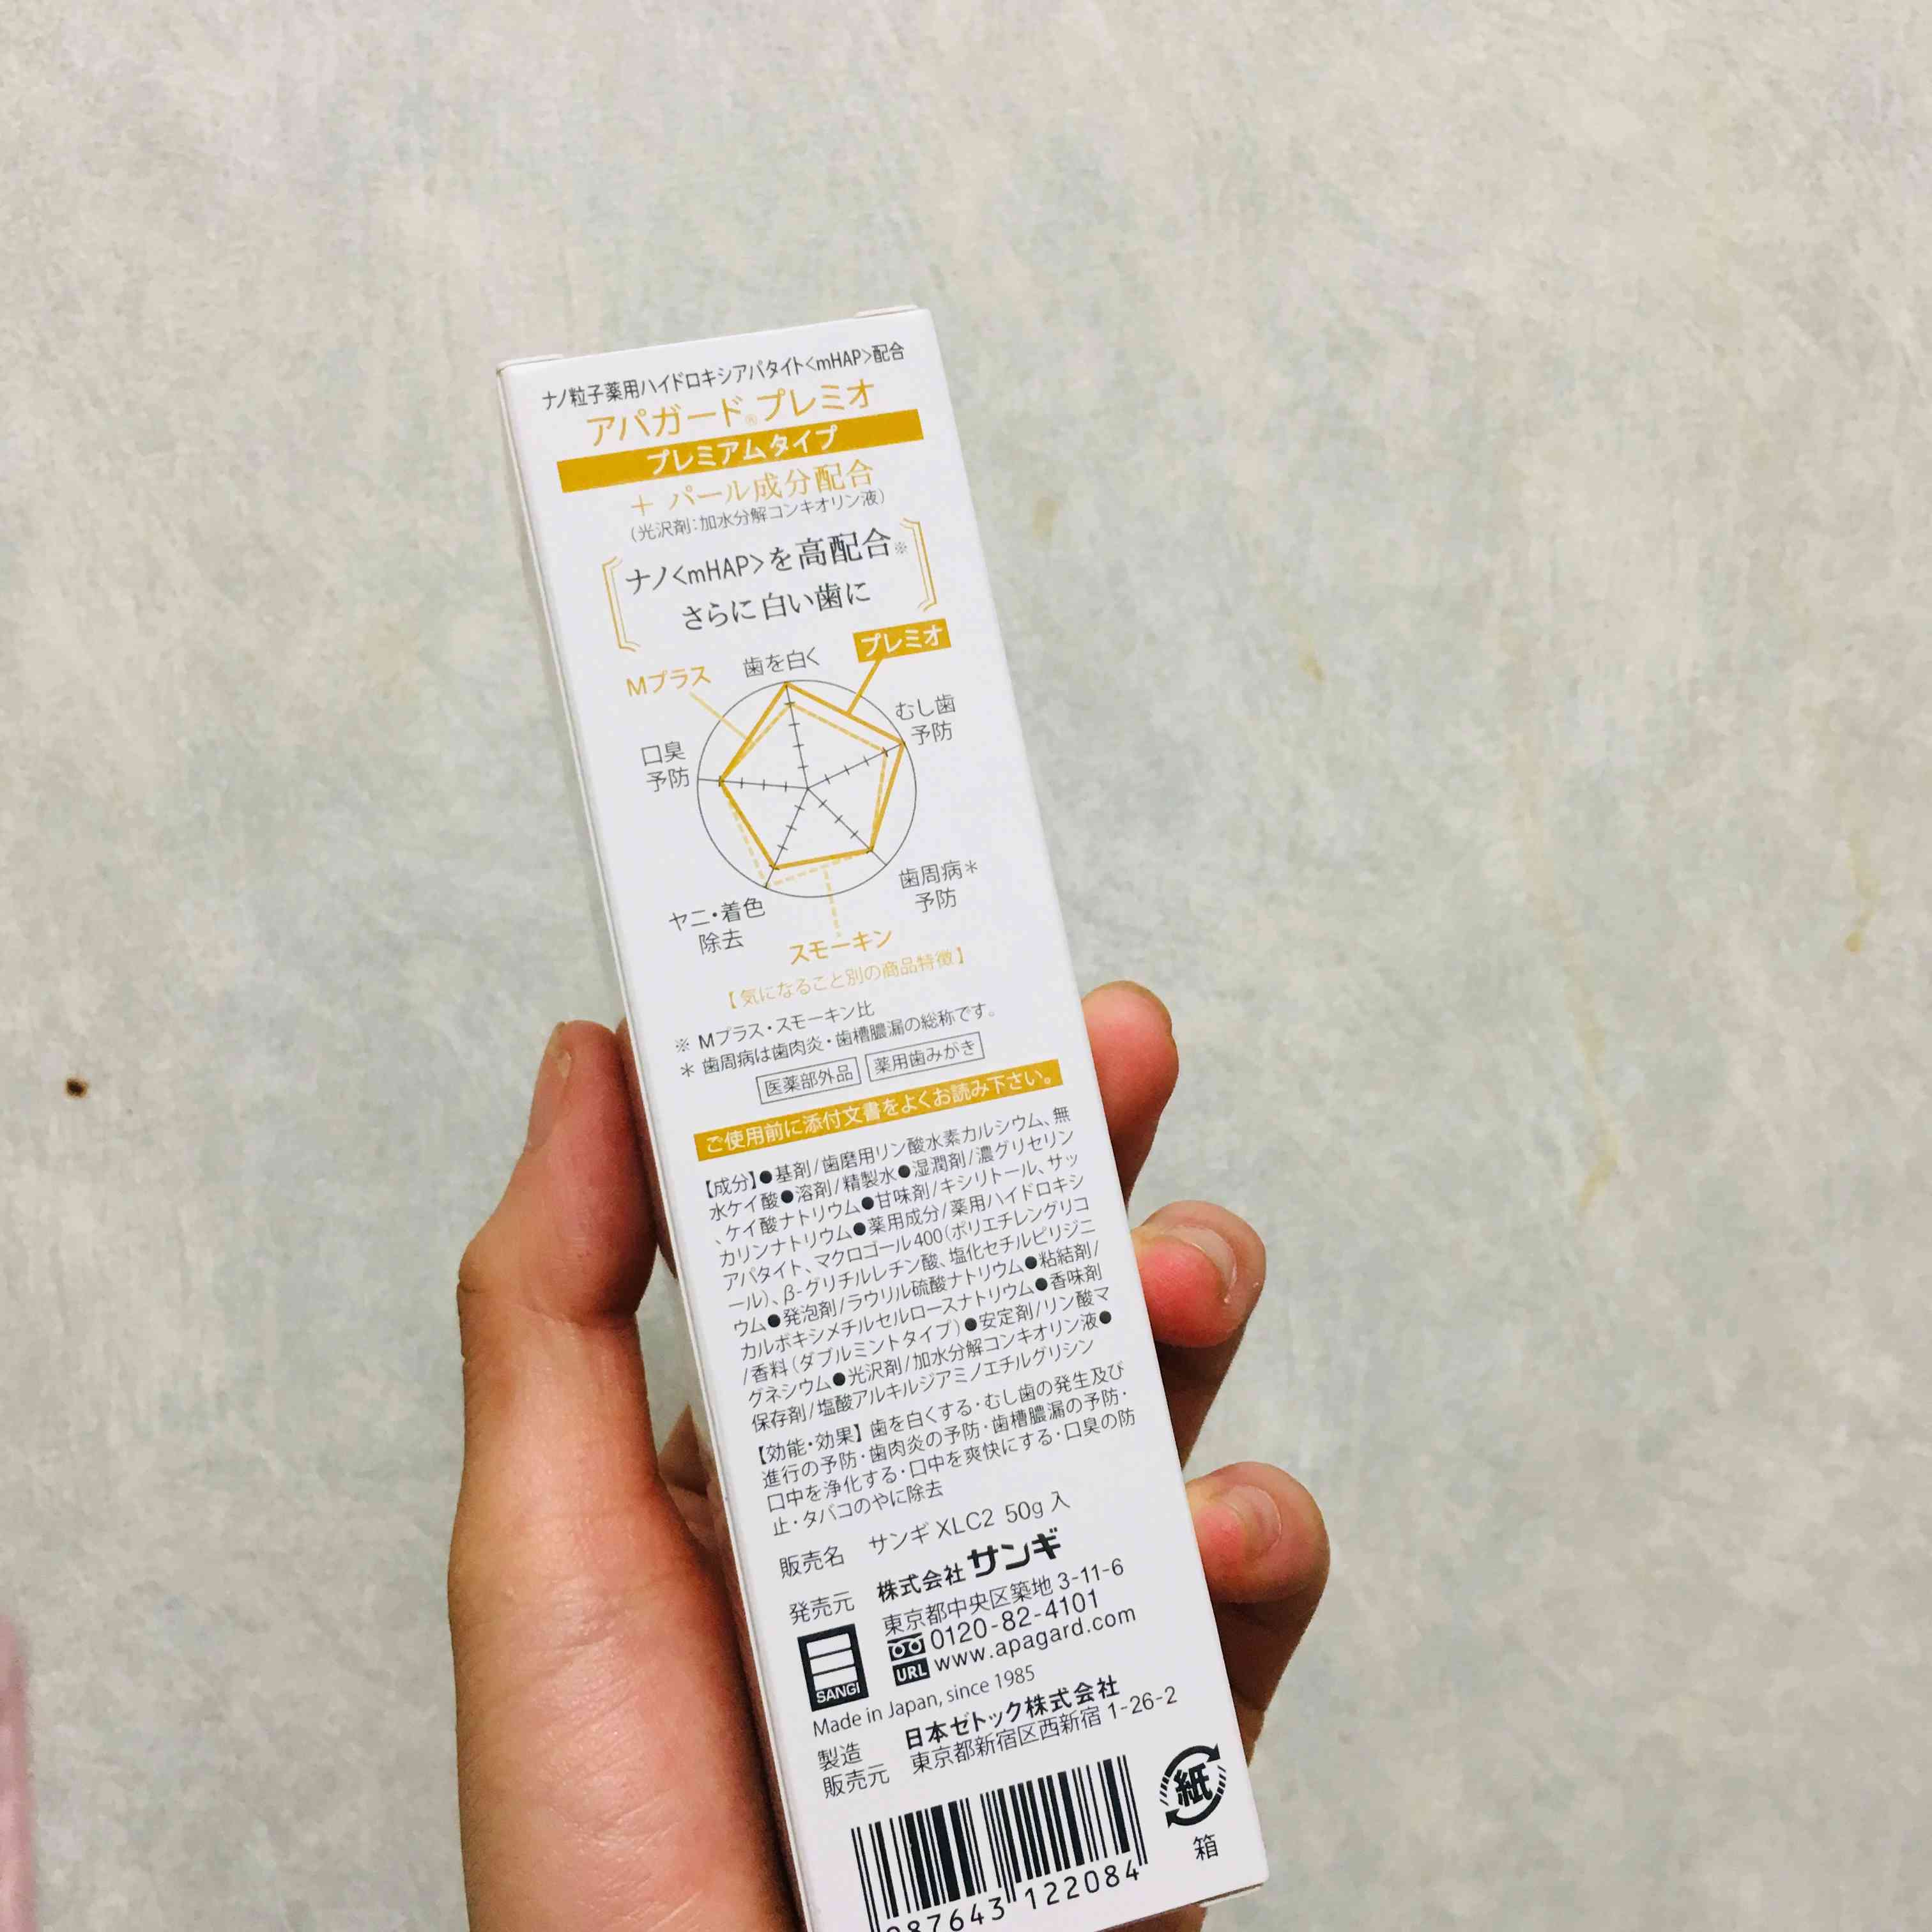 ナノ粒子薬用ハイドロキシアパタイト<mHAP>配合
アパガード®プレミオ
プレミアムタイプ
+ パール成分配合
(光沢剤:加水分解コンキオリン液)
ナノ<mHAP>を高配合※
さらに白い歯に
プレミオ
Mプラス
歯を白く
むし歯
予防
口臭
予防
歯周病*
予防
ヤニ・着色
除去
スモーキン
【気になること別の商品特徴】
※ Mプラス・スモーキン比
* 歯周病は歯肉炎・歯槽膿漏の総称です。
医薬部外品 薬用歯みがき
ご使用前に添付文書をよくお読み下さい。
【成分】●基剤/歯磨用リン酸水素カルシウム、無
水ケイ酸●溶剤/精製水●湿潤剤/濃グリセリン
、ケイ酸ナトリウム●甘味剤/キシリトール、サッ
カリンナトリウム●薬用成分/薬用ハイドロキシ
アパタイト、マクロゴール400(ポリエチレングリコ
ール)、β-グリチルレチン酸、塩化セチルピリジニ
ウム●発泡剤/ラウリル硫酸ナトリウム●粘結剤/
カルボキシメチルセルロースナトリウム●香味剤
/香料(ダブルミントタイプ)●安定剤/リン酸マ
グネシウム●光沢剤/加水分解コンキオリン液●
保存剤/塩酸アルキルジアミノエチルグリシン
【効能・効果】歯を白くする・むし歯の発生及び
進行の予防・歯肉炎の予防・歯槽膿漏の予防・
口中を浄化する・口中を爽快にする・口臭の防
止・タバコのやに除去
販売名 サンギ XLC2 50g 入
発売元 株式会社サンギ
東京都中央区築地 3-11-6
0120-82-4101
URL www.apagard.com
SANGI
Made in Japan, since 1985
製造
販売元
日本ゼトック株式会社
東京都新宿区西新宿 1-26-2
紙
箱
87643 122084